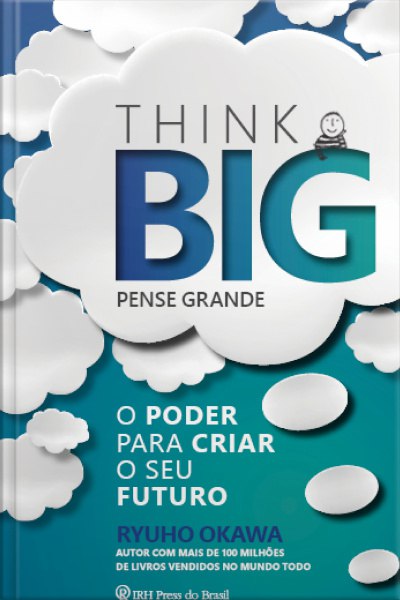 THINK
BIG
PENSE GRANDE
O PODER
PARA CRIAR
O SEU
FUTURO
RYUHO OKAWA
AUTOR COM MAIS DE 100 MILHÕES
DE LIVROS VENDIDOS NO MUNDO TODO
IRH Press do Brasil